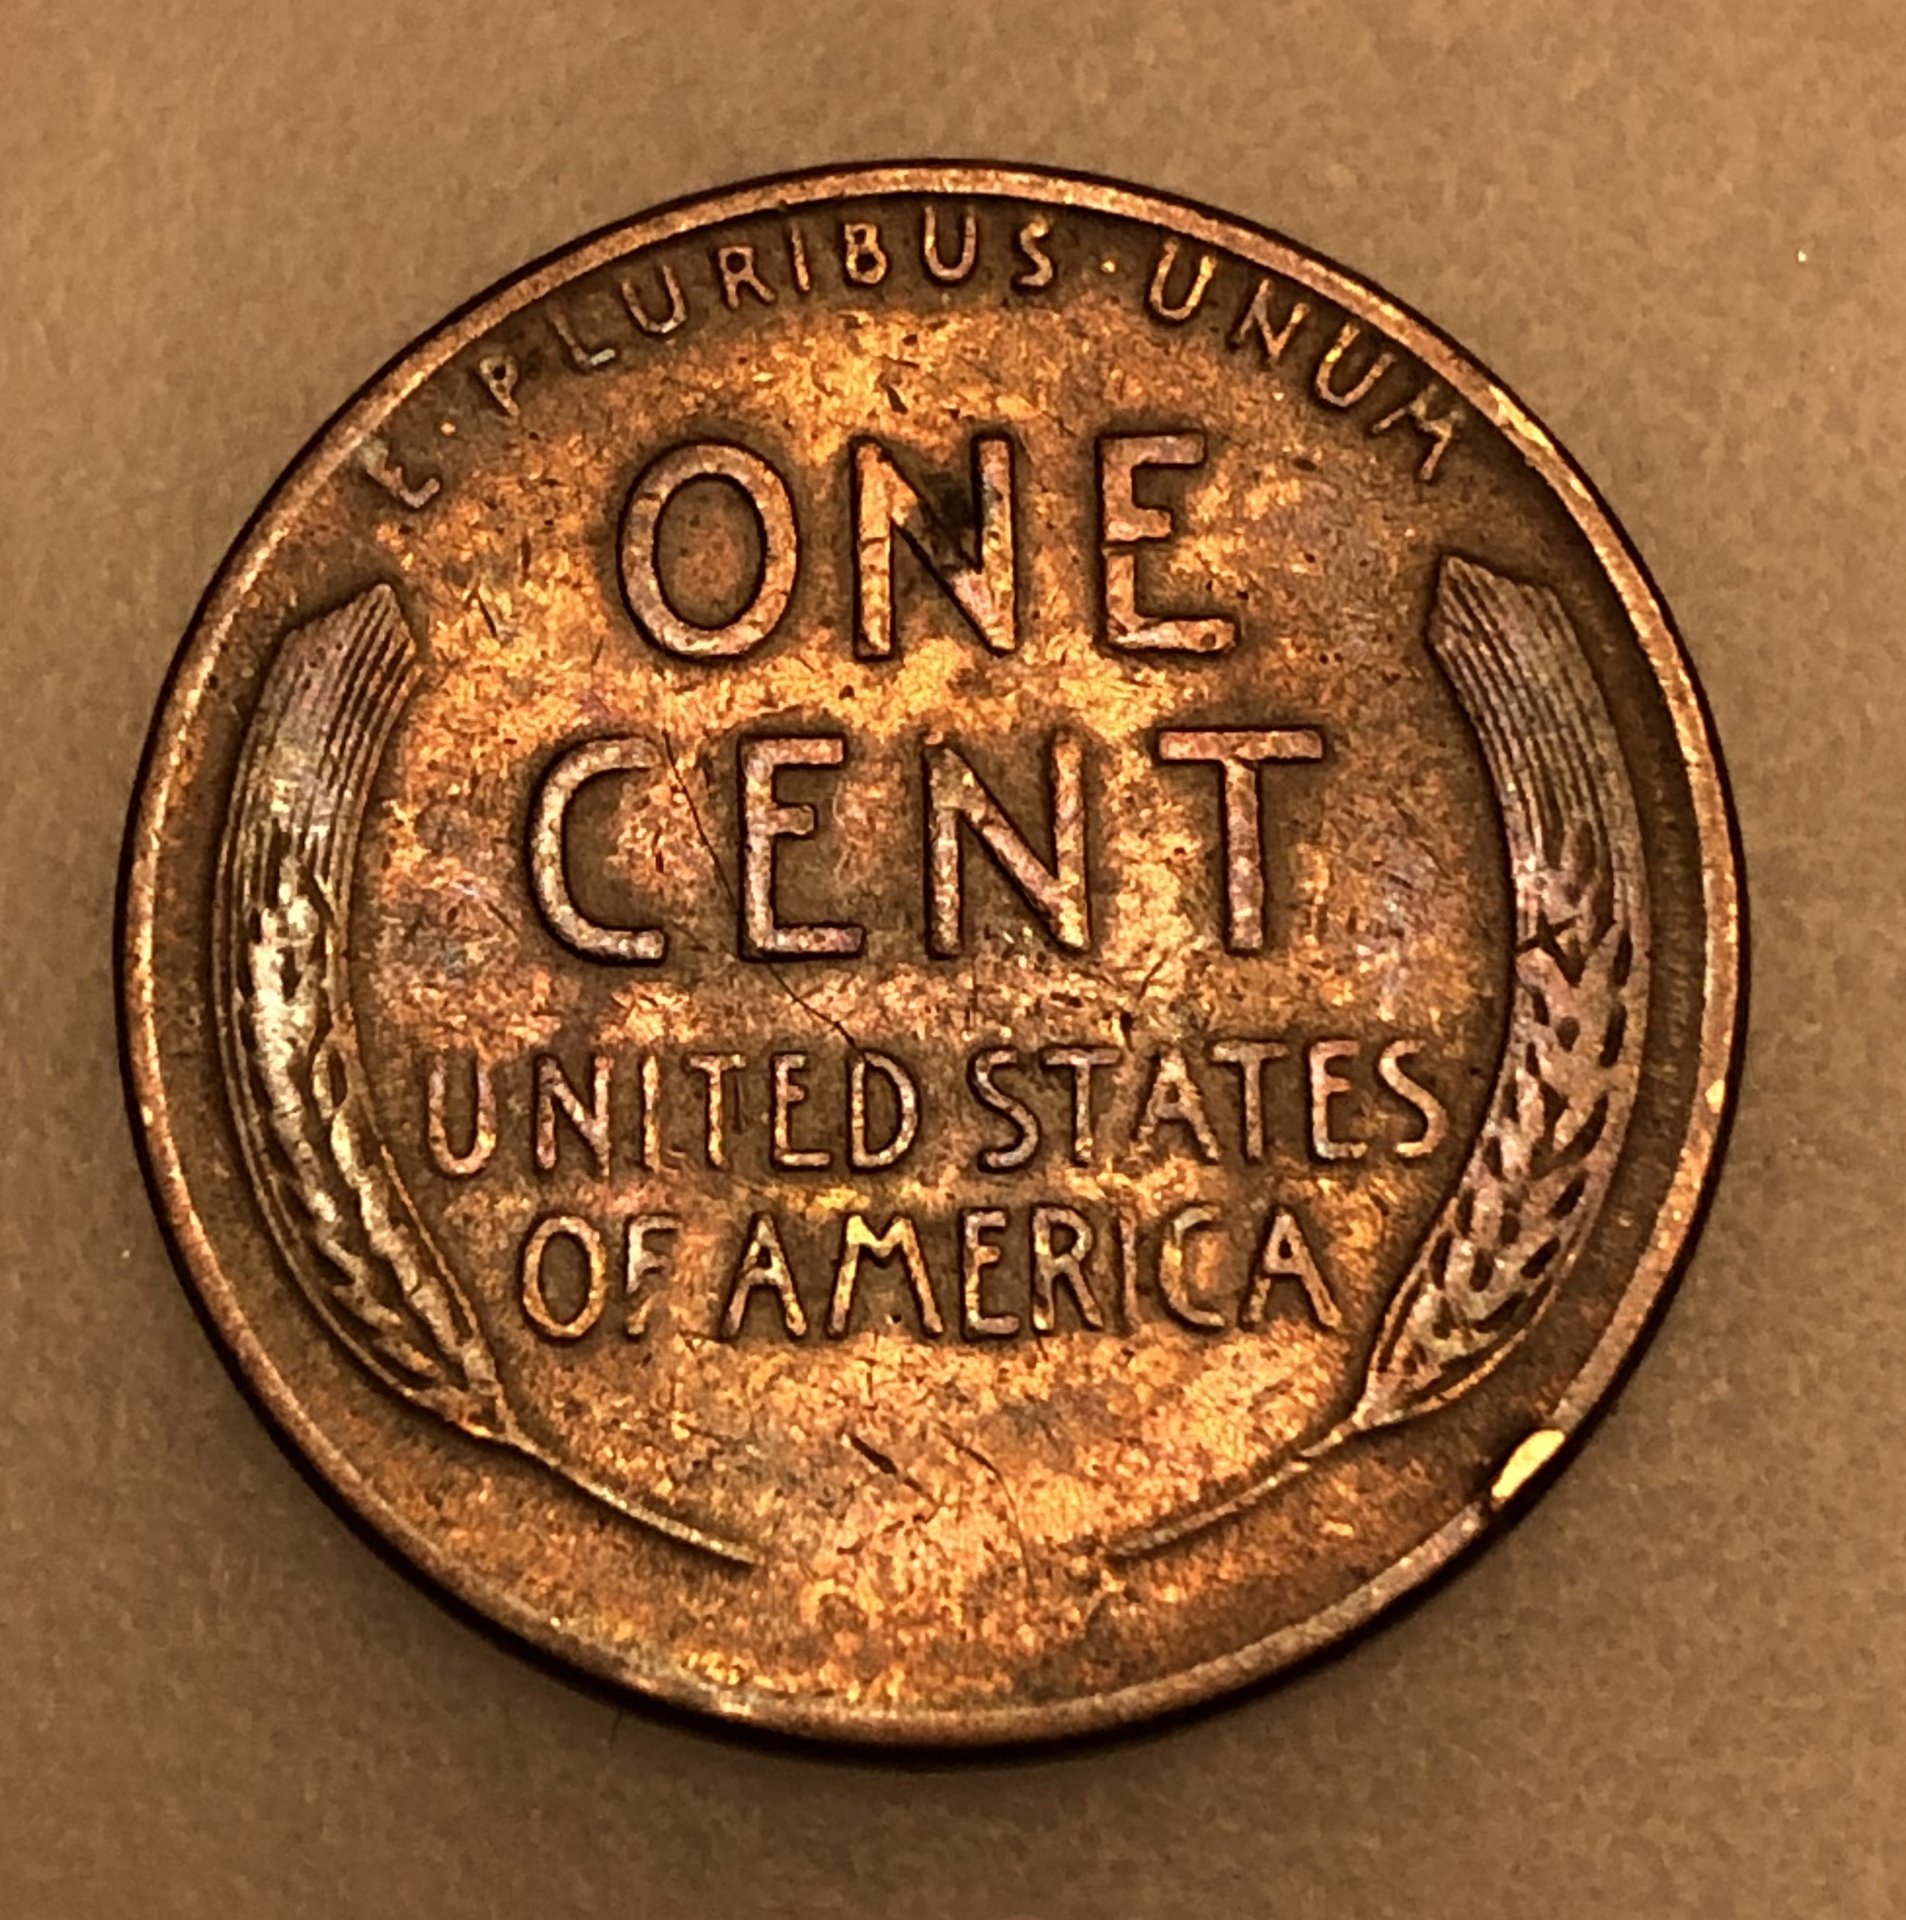 E · PLURIBUS · UNUM
ONE
CENT
UNITED STATES
OF AMERICA